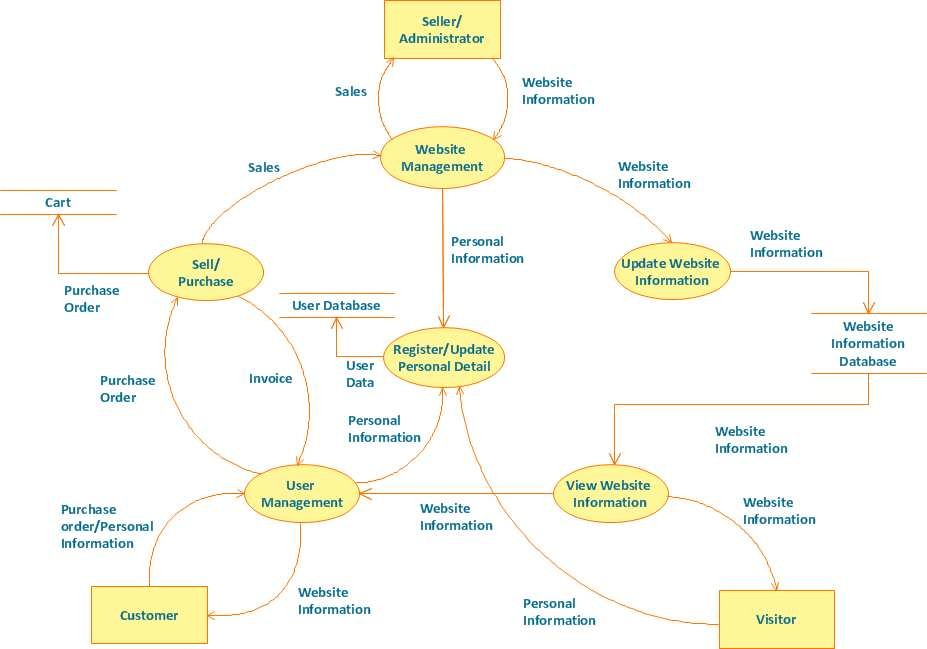 Seller/
Administrator
Sales
Website
Information
Website
Management
Sales
Website
Information
Cart
Personal
Information
Website
Information
Sell/
Purchase
Update Website
Information
Purchase
Order
User Database
Website
Information
Database
Register/Update
Personal Detail
User
Data
Invoice
Purchase
Order
Personal
Information
Website
Information
User
Management
View Website
Information
Purchase
order/Personal
Information
Website
Information
Website
Information
Website
Information
Personal
Information
Customer
Visitor